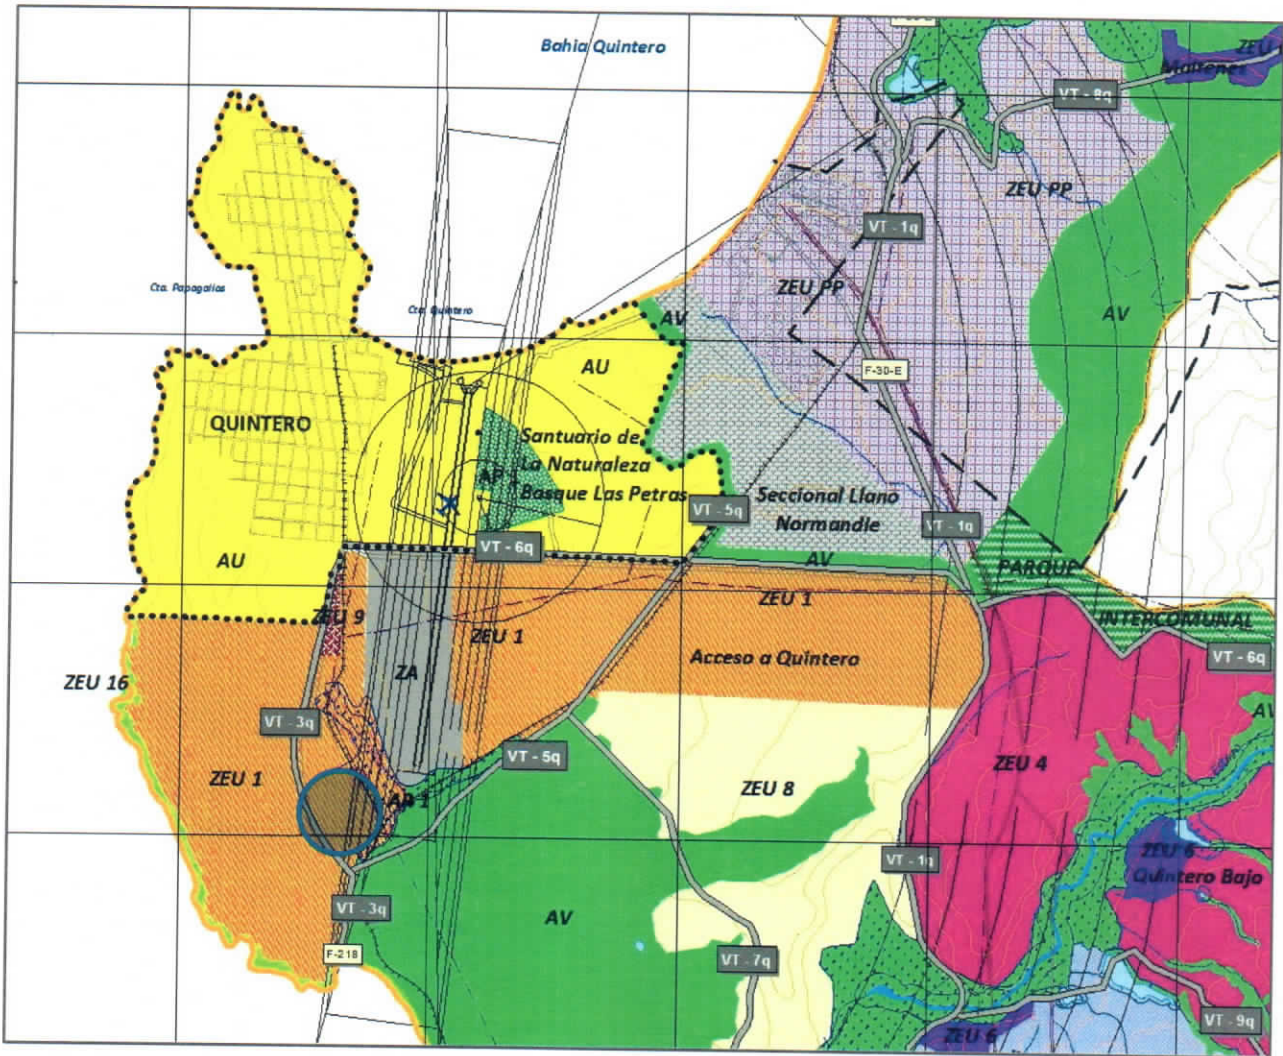 Bahia Quintero
ZEU
Maitenes
VT - 8q
ZEU PP
VT - 1q
ZEU PP
Cta. Papagallos
Cta. Quintero
AV
AV
F-30-E
AU
QUINTERO
Santuario de
La Naturaleza
Bosque Las Petras
AP 1
VT - 5q
Seccional Llano
Normandie
VT - 1q
VT - 6q
AV
PARQUE
AU
ZEU 1
ZEU 9
INTERCOMUNAL
ZEU 1
Acceso a Quintero
VT - 6q
ZA
ZEU 16
AV
VT - 3q
VT - 5q
ZEU 4
ZEU 1
ZEU 8
AR 1
ZEU 6
VT - 1q
Quintero Bajo
VT - 3q
AV
F-218
VT - 7q
VT - 9q
ZEU 6